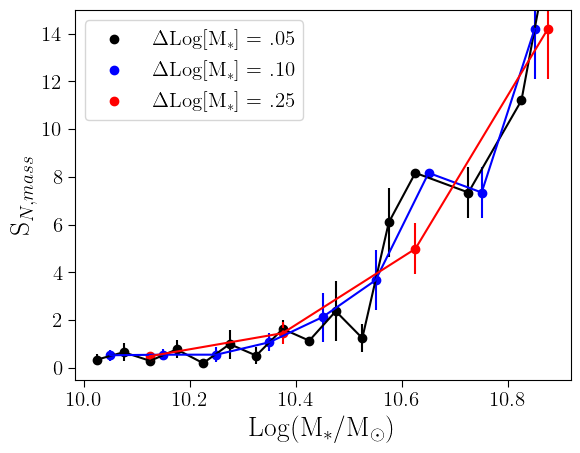 ΔLog[M*] = .05
ΔLog[M*] = .10
ΔLog[M*] = .25
14
12
10
8
6
4
2
0
S_{N,mass}
10.0 10.2 10.4 10.6 10.8
Log(M*/M⊙)